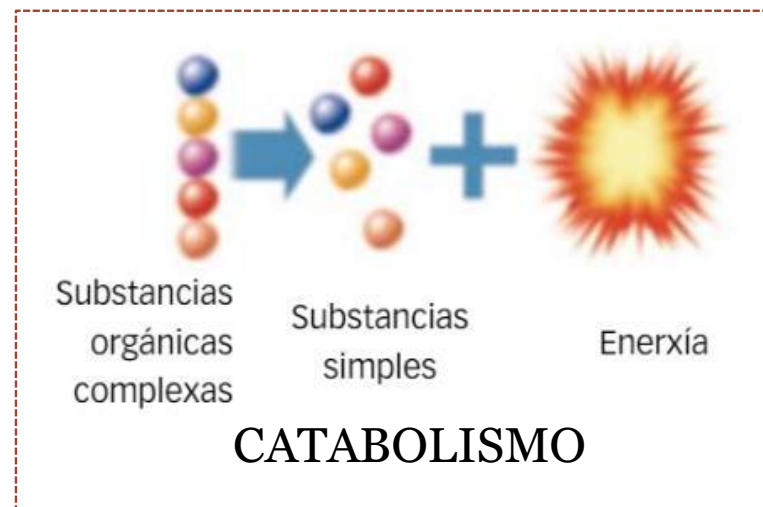 Substancias
orgánicas
complexas
Substancias
simples
Enerxía
CATABOLISMO